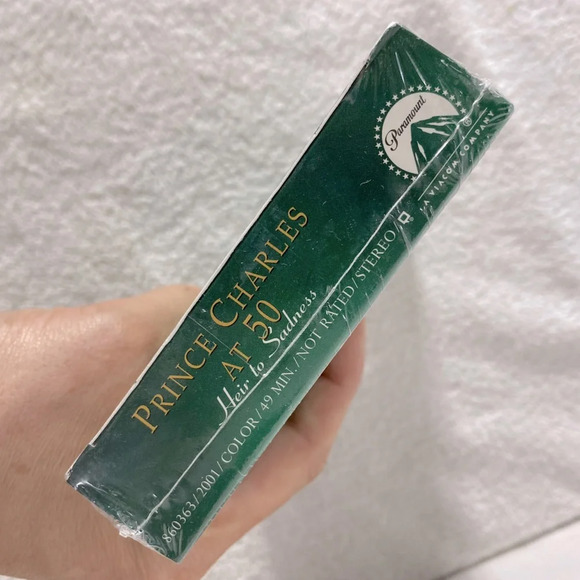 PRINCE CHARLES
AT 50
Heir to Sadness
860363/2001/COLOR/49 MIN./NOT RATED/STEREO
Paramount
®
A VIACOM COMPANY